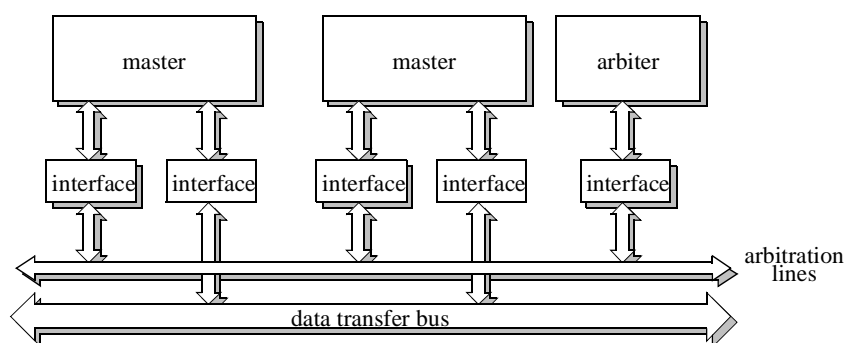 master
master
arbiter
interface
interface
interface
interface
interface
arbitration
lines
data transfer bus